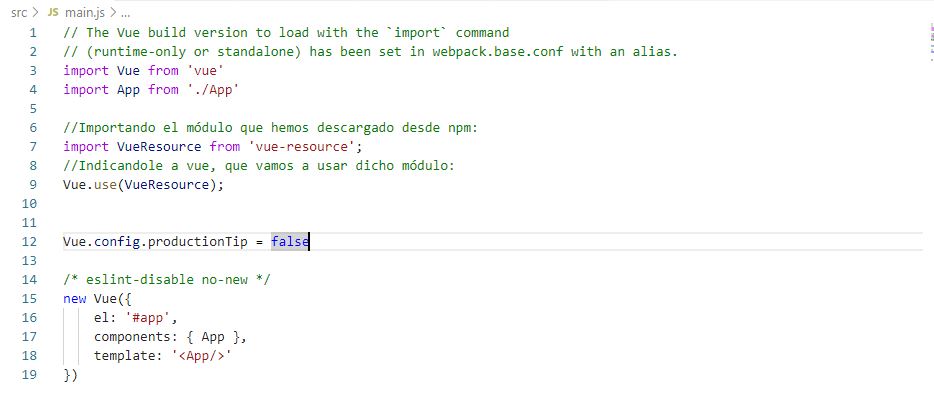 src > JS main.js > ...
1 // The Vue build version to load with the `import` command
2 // (runtime-only or standalone) has been set in webpack.base.conf with an alias.
3 import Vue from 'vue'
4 import App from './App'
5
6 //Importando el módulo que hemos descargado desde npm:
7 import VueResource from 'vue-resource';
8 //Indicandole a vue, que vamos a usar dicho módulo:
9 Vue.use(VueResource);
10
11
12 Vue.config.productionTip = false
13
14 /* eslint-disable no-new */
15 new Vue({
16     el: '#app',
17     components: { App },
18     template: '<App/>'
19 })